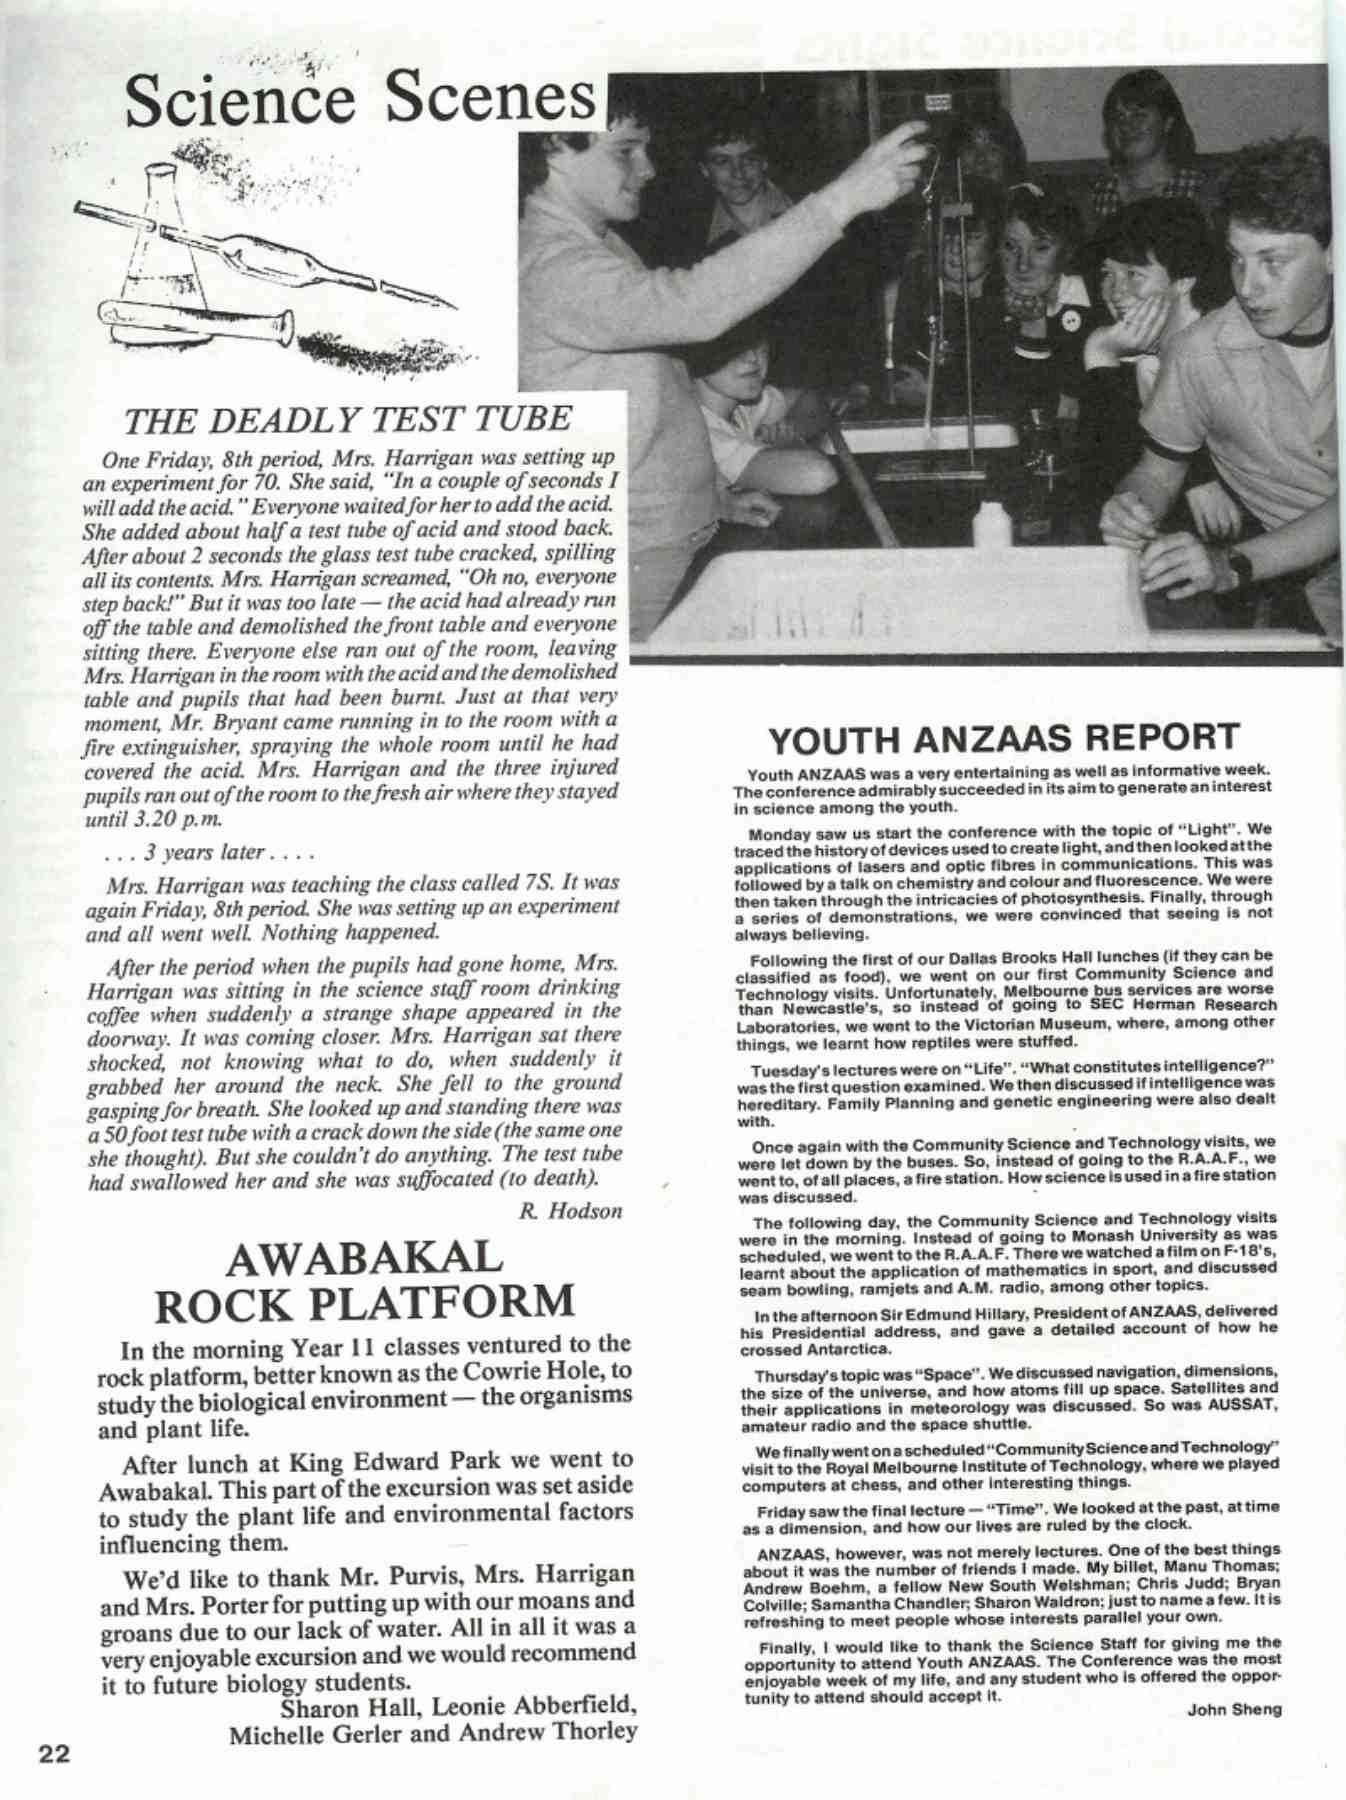 Science Scenes
THE DEADLY TEST TUBE
One Friday, 8th period, Mrs. Harrigan was setting up
an experiment for 70. She said, "In a couple of seconds I
will add the acid." Everyone waited for her to add the acid.
She added about half a test tube of acid and stood back.
After about 2 seconds the glass test tube cracked, spilling
all its contents. Mrs. Harrigan screamed, "Oh no, everyone
step back!" But it was too late — the acid had already run
off the table and demolished the front table and everyone
sitting there. Everyone else ran out of the room, leaving
Mrs. Harrigan in the room with the acid and the demolished
table and pupils that had been burnt. Just at that very
moment, Mr. Bryant came running in to the room with a
fire extinguisher, spraying the whole room until he had
covered the acid. Mrs. Harrigan and the three injured
pupils ran out of the room to the fresh air where they stayed
until 3.20 p.m.
. . . 3 years later . . . .
Mrs. Harrigan was teaching the class called 7S. It was
again Friday, 8th period. She was setting up an experiment
and all went well. Nothing happened.
After the period when the pupils had gone home, Mrs.
Harrigan was sitting in the science staff room drinking
coffee when suddenly a strange shape appeared in the
doorway. It was coming closer. Mrs. Harrigan sat there
shocked, not knowing what to do, when suddenly it
grabbed her around the neck. She fell to the ground
gasping for breath. She looked up and standing there was
a 50 foot test tube with a crack down the side (the same one
she thought). But she couldn't do anything. The test tube
had swallowed her and she was suffocated (to death).
R. Hodson
AWABAKAL
ROCK PLATFORM
In the morning Year 11 classes ventured to the
rock platform, better known as the Cowrie Hole, to
study the biological environment — the organisms
and plant life.
After lunch at King Edward Park we went to
Awabakal. This part of the excursion was set aside
to study the plant life and environmental factors
influencing them.
We'd like to thank Mr. Purvis, Mrs. Harrigan
and Mrs. Porter for putting up with our moans and
groans due to our lack of water. All in all it was a
very enjoyable excursion and we would recommend
it to future biology students.
Sharon Hall, Leonie Abberfield,
Michelle Gerler and Andrew Thorley
22
YOUTH ANZAAS REPORT
Youth ANZAAS was a very entertaining as well as informative week.
The conference admirably succeeded in its aim to generate an interest
in science among the youth.
Monday saw us start the conference with the topic of "Light". We
traced the history of devices used to create light, and then looked at the
applications of lasers and optic fibres in communications. This was
followed by a talk on chemistry and colour and fluorescence. We were
then taken through the intricacies of photosynthesis. Finally, through
a series of demonstrations, we were convinced that seeing is not
always believing.
Following the first of our Dallas Brooks Hall lunches (if they can be
classified as food), we went on our first Community Science and
Technology visits. Unfortunately, Melbourne bus services are worse
than Newcastle's, so instead of going to SEC Herman Research
Laboratories, we went to the Victorian Museum, where, among other
things, we learnt how reptiles were stuffed.
Tuesday's lectures were on "Life". "What constitutes intelligence?"
was the first question examined. We then discussed if intelligence was
hereditary. Family Planning and genetic engineering were also dealt
with.
Once again with the Community Science and Technology visits, we
were let down by the buses. So, instead of going to the R.A.A.F., we
went to, of all places, a fire station. How science is used in a fire station
was discussed.
The following day, the Community Science and Technology visits
were in the morning. Instead of going to Monash University as was
scheduled, we went to the R.A.A.F. There we watched a film on F-18's,
learnt about the application of mathematics in sport, and discussed
seam bowling, ramjets and A.M. radio, among other topics.
In the afternoon Sir Edmund Hillary, President of ANZAAS, delivered
his Presidential address, and gave a detailed account of how he
crossed Antarctica.
Thursday's topic was "Space". We discussed navigation, dimensions,
the size of the universe, and how atoms fill up space. Satellites and
their applications in meteorology was discussed. So was AUSSAT,
amateur radio and the space shuttle.
We finally went on a scheduled "Community Science and Technology"
visit to the Royal Melbourne Institute of Technology, where we played
computers at chess, and other interesting things.
Friday saw the final lecture — "Time". We looked at the past, at time
as a dimension, and how our lives are ruled by the clock.
ANZAAS, however, was not merely lectures. One of the best things
about it was the number of friends I made. My billet, Manu Thomas;
Andrew Boehm, a fellow New South Welshman; Chris Judd; Bryan
Colville; Samantha Chandler; Sharon Waldron; just to name a few. It is
refreshing to meet people whose interests parallel your own.
Finally, I would like to thank the Science Staff for giving me the
opportunity to attend Youth ANZAAS. The Conference was the most
enjoyable week of my life, and any student who is offered the oppor-
tunity to attend should accept it.
John Sheng